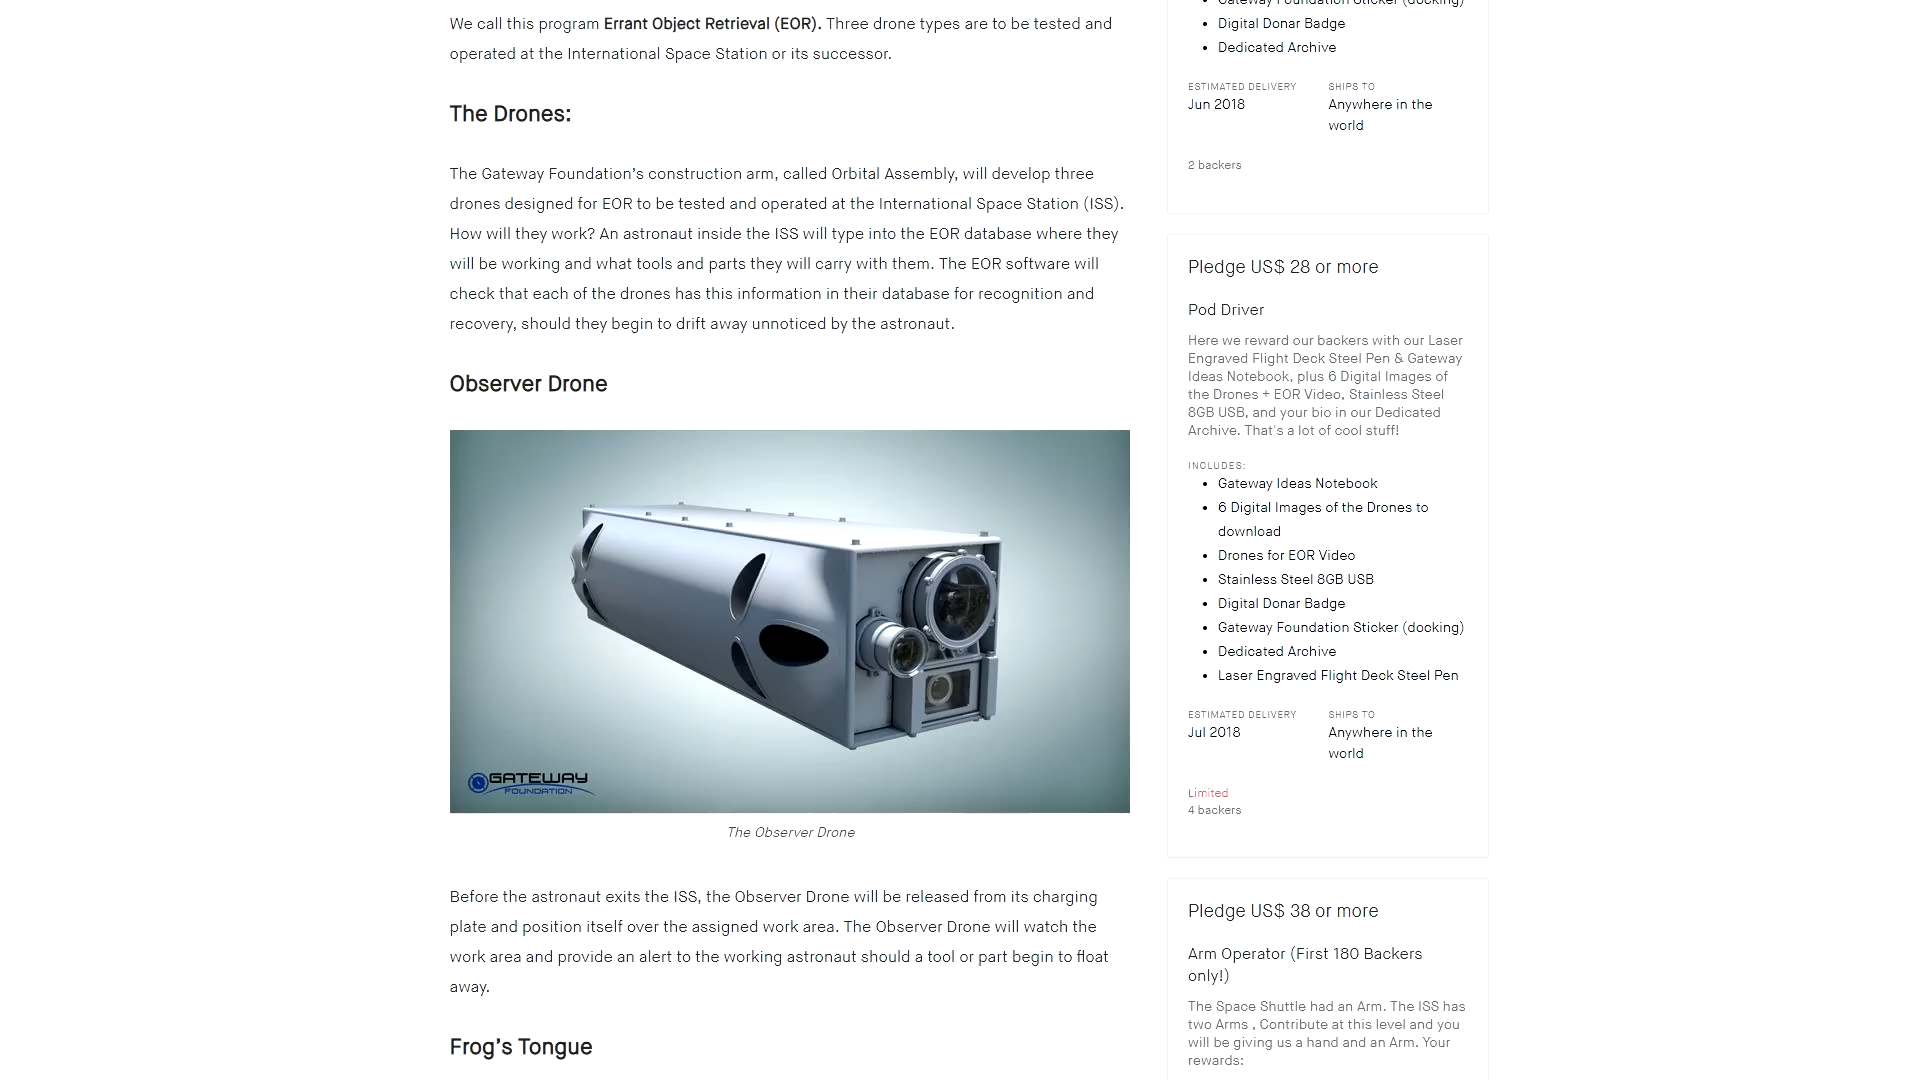 We call this program Errant Object Retrieval (EOR). Three drone types are to be tested and
operated at the International Space Station or its successor.
The Drones:
The Gateway Foundation’s construction arm, called Orbital Assembly, will develop three
drones designed for EOR to be tested and operated at the International Space Station (ISS).
How will they work? An astronaut inside the ISS will type into the EOR database where they
will be working and what tools and parts they will carry with them. The EOR software will
check that each of the drones has this information in their database for recognition and
recovery, should they begin to drift away unnoticed by the astronaut.
Observer Drone
GATEWAY
FOUNDATION
The Observer Drone
Before the astronaut exits the ISS, the Observer Drone will be released from its charging
plate and position itself over the assigned work area. The Observer Drone will watch the
work area and provide an alert to the working astronaut should a tool or part begin to float
away.
Frog’s Tongue
Gateway Foundation Sticker (docking)
• Digital Donar Badge
• Dedicated Archive
ESTIMATED DELIVERY
Jun 2018
SHIPS TO
Anywhere in the
world
2 backers
Pledge US$ 28 or more
Pod Driver
Here we reward our backers with our Laser
Engraved Flight Deck Steel Pen & Gateway
Ideas Notebook, plus 6 Digital Images of
the Drones + EOR Video, Stainless Steel
8GB USB, and your bio in our Dedicated
Archive. That's a lot of cool stuff!
INCLUDES:
• Gateway Ideas Notebook
• 6 Digital Images of the Drones to
download
• Drones for EOR Video
• Stainless Steel 8GB USB
• Digital Donar Badge
• Gateway Foundation Sticker (docking)
• Dedicated Archive
• Laser Engraved Flight Deck Steel Pen
ESTIMATED DELIVERY
Jul 2018
SHIPS TO
Anywhere in the
world
Limited
4 backers
Pledge US$ 38 or more
Arm Operator (First 180 Backers
only!)
The Space Shuttle had an Arm. The ISS has
two Arms , Contribute at this level and you
will be giving us a hand and an Arm. Your
rewards: